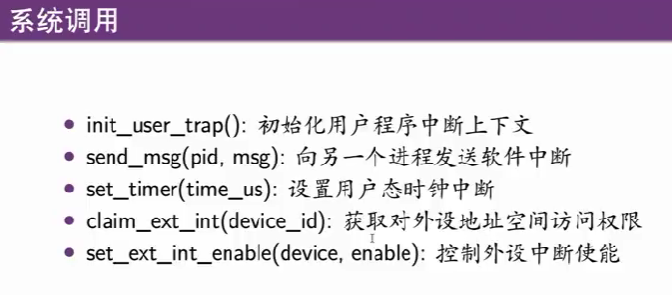 系统调用
• init_user_trap(): 初始化用户程序中断上下文
• send_msg(pid, msg): 向另一个进程发送软件中断
• set_timer(time_us): 设置用户态时钟中断
• claim_ext_int(device_id): 获取对外设地址空间访问权限
• set_ext_int_enable(device, enable): 控制外设中断使能